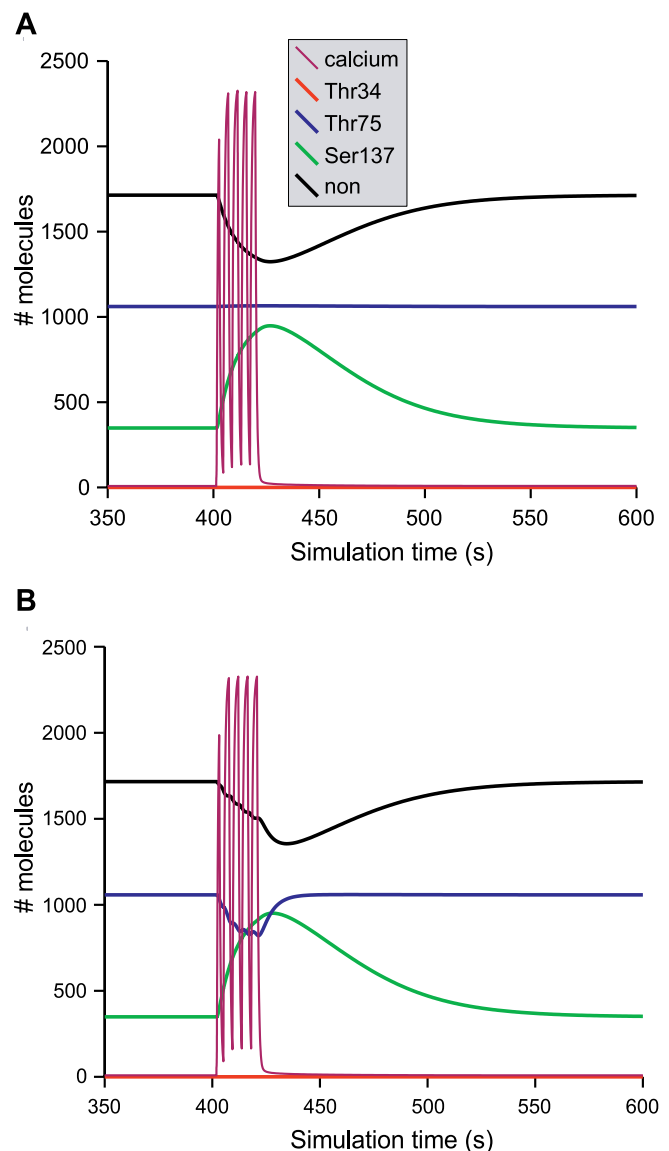 A
2500
2000
1500
1000
500
0
# molecules
calcium
Thr34
Thr75
Ser137
non
350 400 450 500 550 600
Simulation time (s)
B
2500
2000
1500
1000
500
0
# molecules
350 400 450 500 550 600
Simulation time (s)